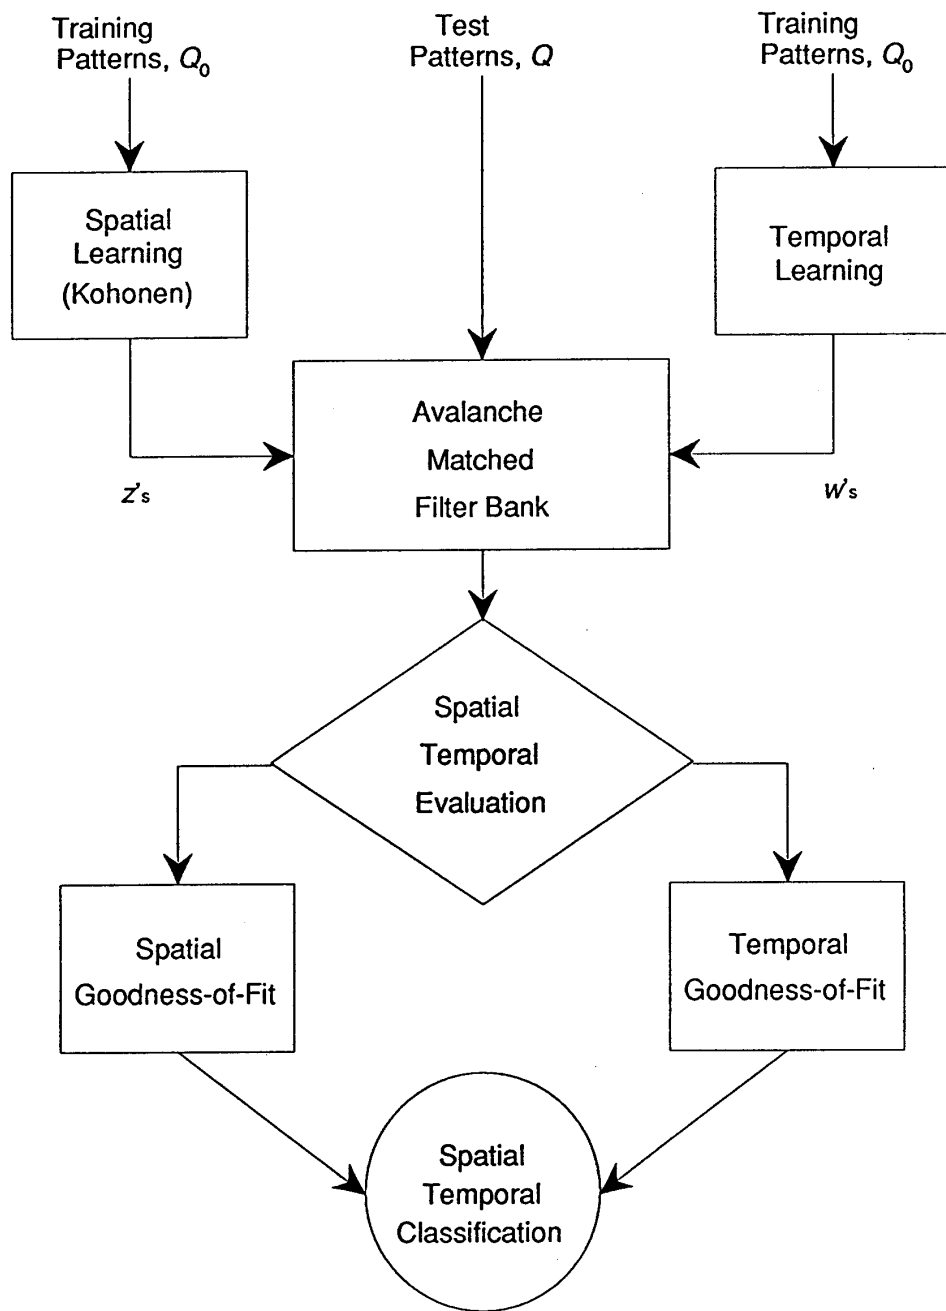 Training
Patterns, Q₀
Test
Patterns, Q
Training
Patterns, Q₀
Spatial
Learning
(Kohonen)
Temporal
Learning
Avalanche
Matched
Filter Bank
z's
w's
Spatial
Temporal
Evaluation
Spatial
Goodness-of-Fit
Temporal
Goodness-of-Fit
Spatial
Temporal
Classification